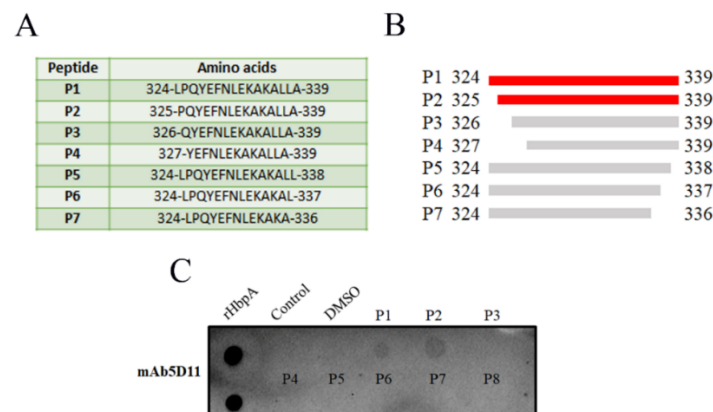 A
Peptide Amino acids
P1 324-LPQYEFNLEKAKALLA-339
P2 325-PQYEFNLEKAKALLA-339
P3 326-QYEFNLEKAKALLA-339
P4 327-YEFNLEKAKALLA-339
P5 324-LPQYEFNLEKAKALL-338
P6 324-LPQYEFNLEKAKAL-337
P7 324-LPQYEFNLEKAKA-336
B
P1 324 339
P2 325 339
P3 326 339
P4 327 339
P5 324 338
P6 324 337
P7 324 336
C
rHbpA Control DMSO P1 P2 P3
mAb5D11
P4 P5 P6 P7 P8